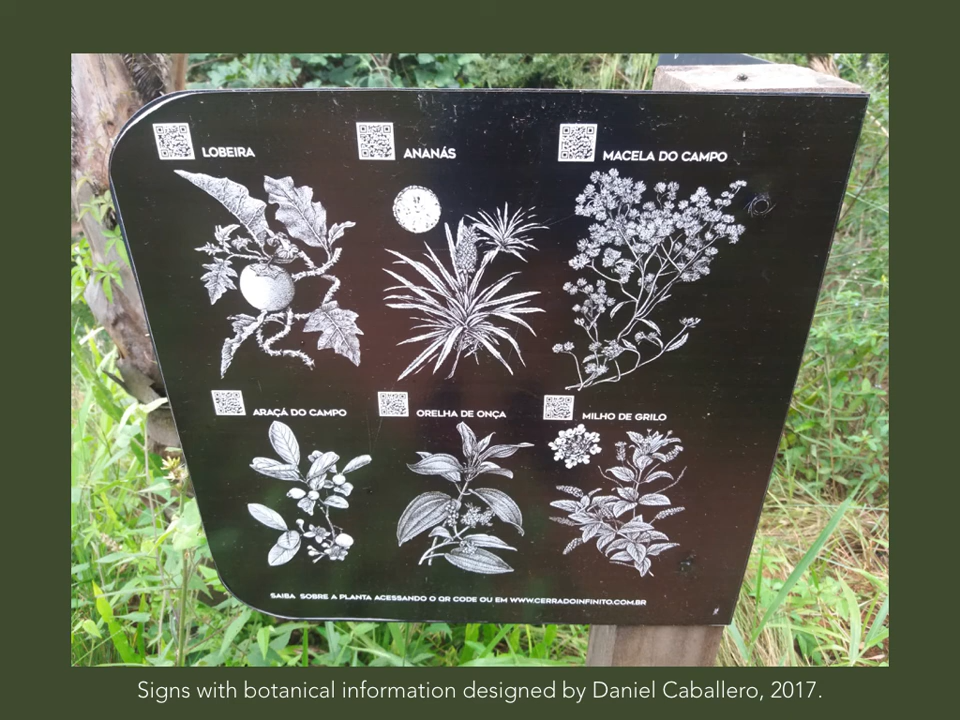 LOBEIRA
ANANÁS
MACELA DO CAMPO
ARAÇÁ DO CAMPO
ORELHA DE ONÇA
MILHO DE GRILO
SAIBA SOBRE A PLANTA ACESSANDO O QR CODE OU EM WWW.CERRADOINFINITO.COM.BR
Signs with botanical information designed by Daniel Caballero, 2017.